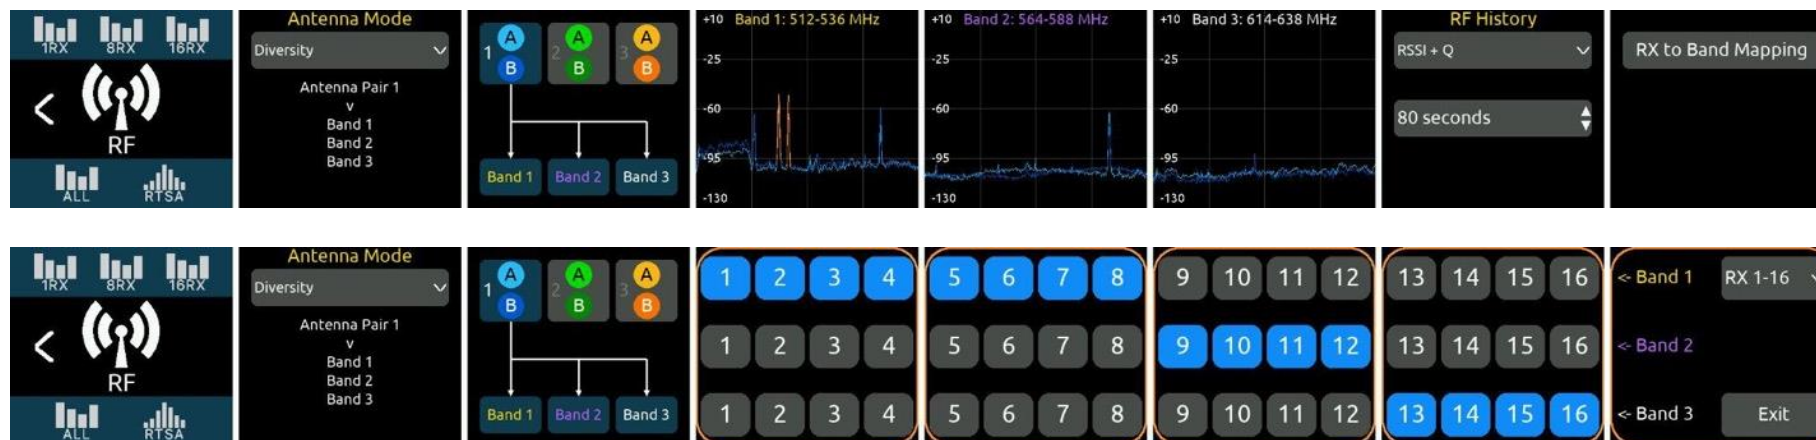 1RX 8RX 16RX
<
RF
ALL RTSA
Antenna Mode
Diversity
Antenna Pair 1
v
Band 1
Band 2
Band 3
1 A B 2 A B 3 A B
Band 1 Band 2 Band 3
+10 Band 1: 512-536 MHz
-25
-60
-95
-130
+10 Band 2: 564-588 MHz
-25
-60
-95
-130
+10 Band 3: 614-638 MHz
-25
-60
-95
-130
RF History
RSSI + Q
80 seconds
RX to Band Mapping
1RX 8RX 16RX
<
RF
ALL RTSA
Antenna Mode
Diversity
Antenna Pair 1
v
Band 1
Band 2
Band 3
1 A B 2 A B 3 A B
Band 1 Band 2 Band 3
1 2 3 4 5 6 7 8 9 10 11 12 13 14 15 16 <- Band 1 RX 1-16
1 2 3 4 5 6 7 8 9 10 11 12 13 14 15 16 <- Band 2
1 2 3 4 5 6 7 8 9 10 11 12 13 14 15 16 <- Band 3 Exit